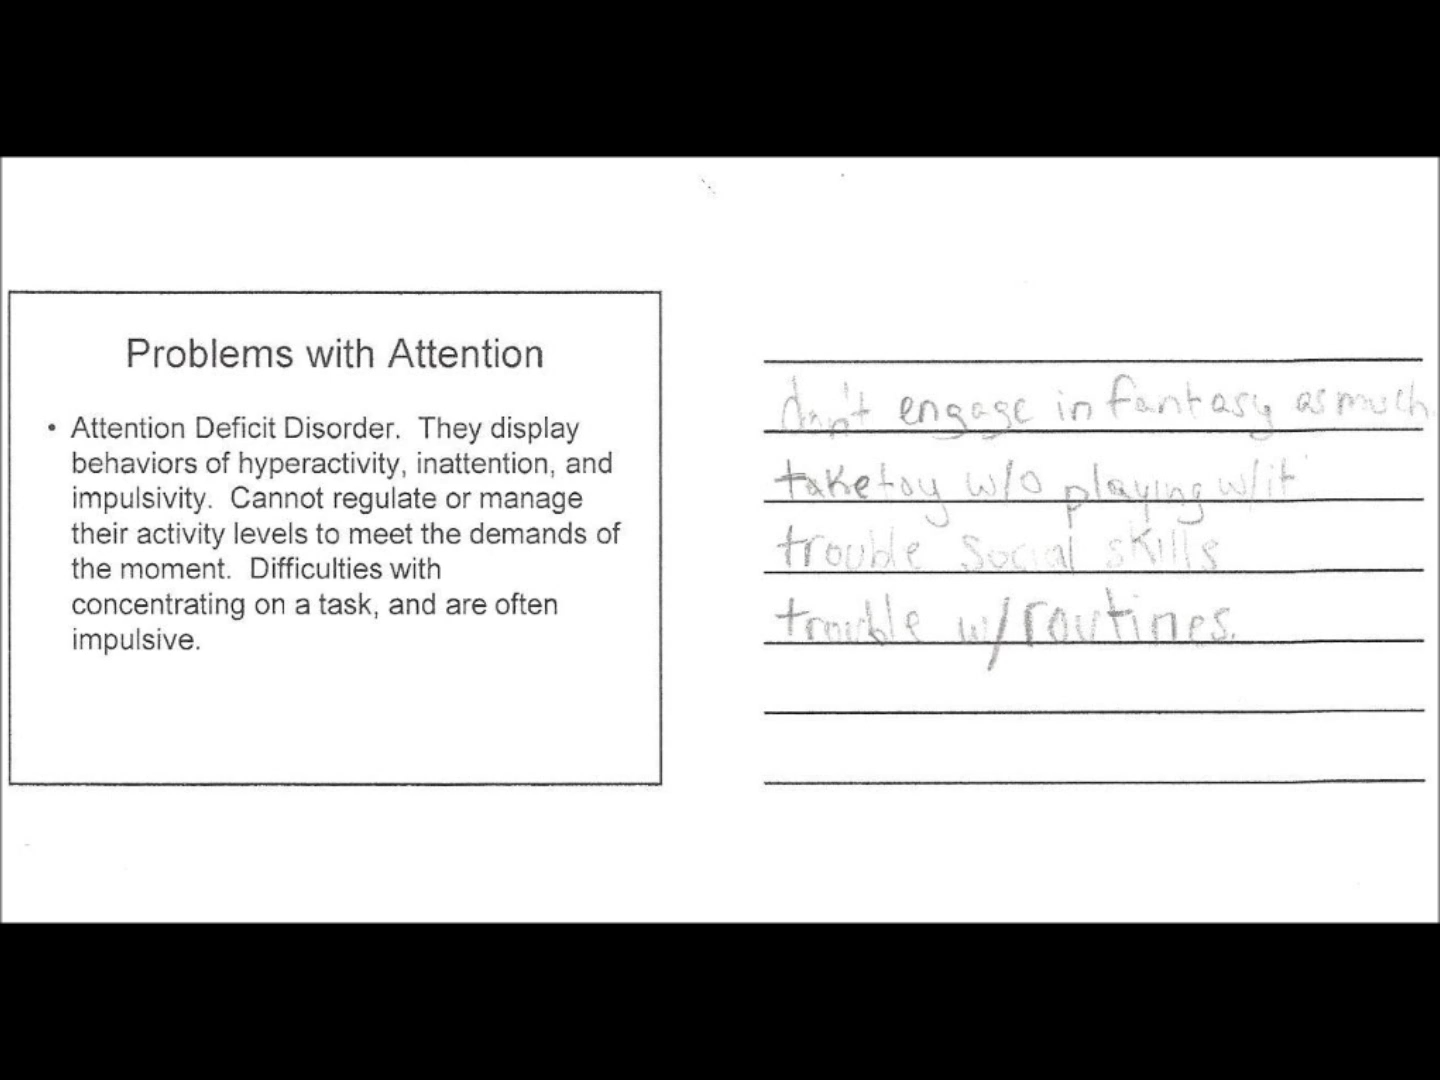 Problems with Attention
• Attention Deficit Disorder. They display
behaviors of hyperactivity, inattention, and
impulsivity. Cannot regulate or manage
their activity levels to meet the demands of
the moment. Difficulties with
concentrating on a task, and are often
impulsive.
don't engage in fantasy as much
take toy w/o playing w/it
trouble social skills
trouble w/routines.